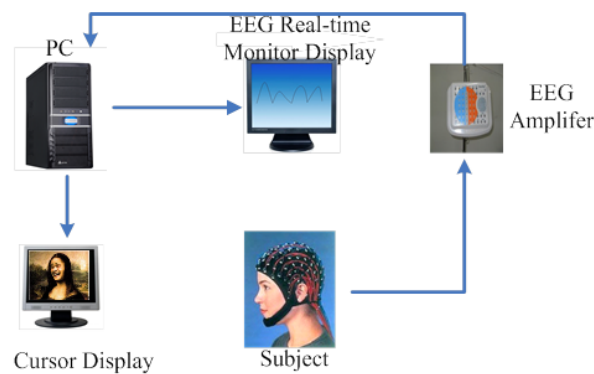 PC
EEG Real-time
Monitor Display
EEG
Amplifer
Cursor Display
Subject